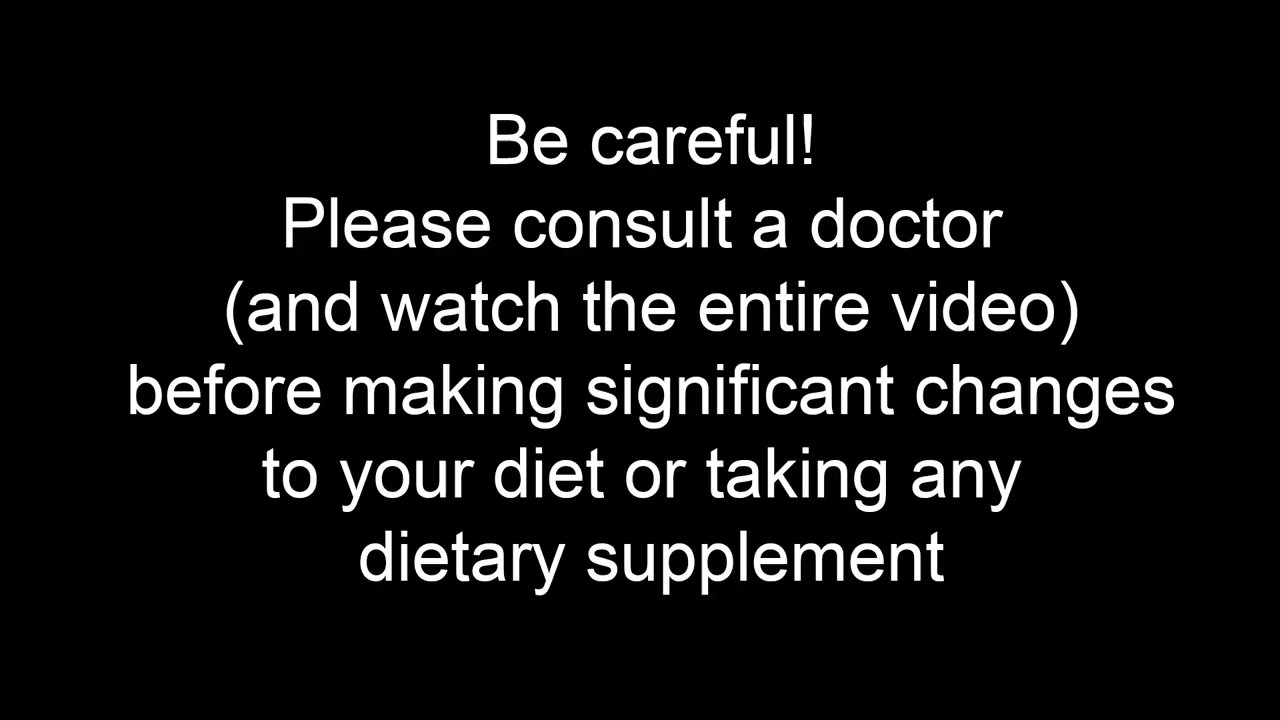 Be careful!
Please consult a doctor
(and watch the entire video)
before making significant changes
to your diet or taking any
dietary supplement